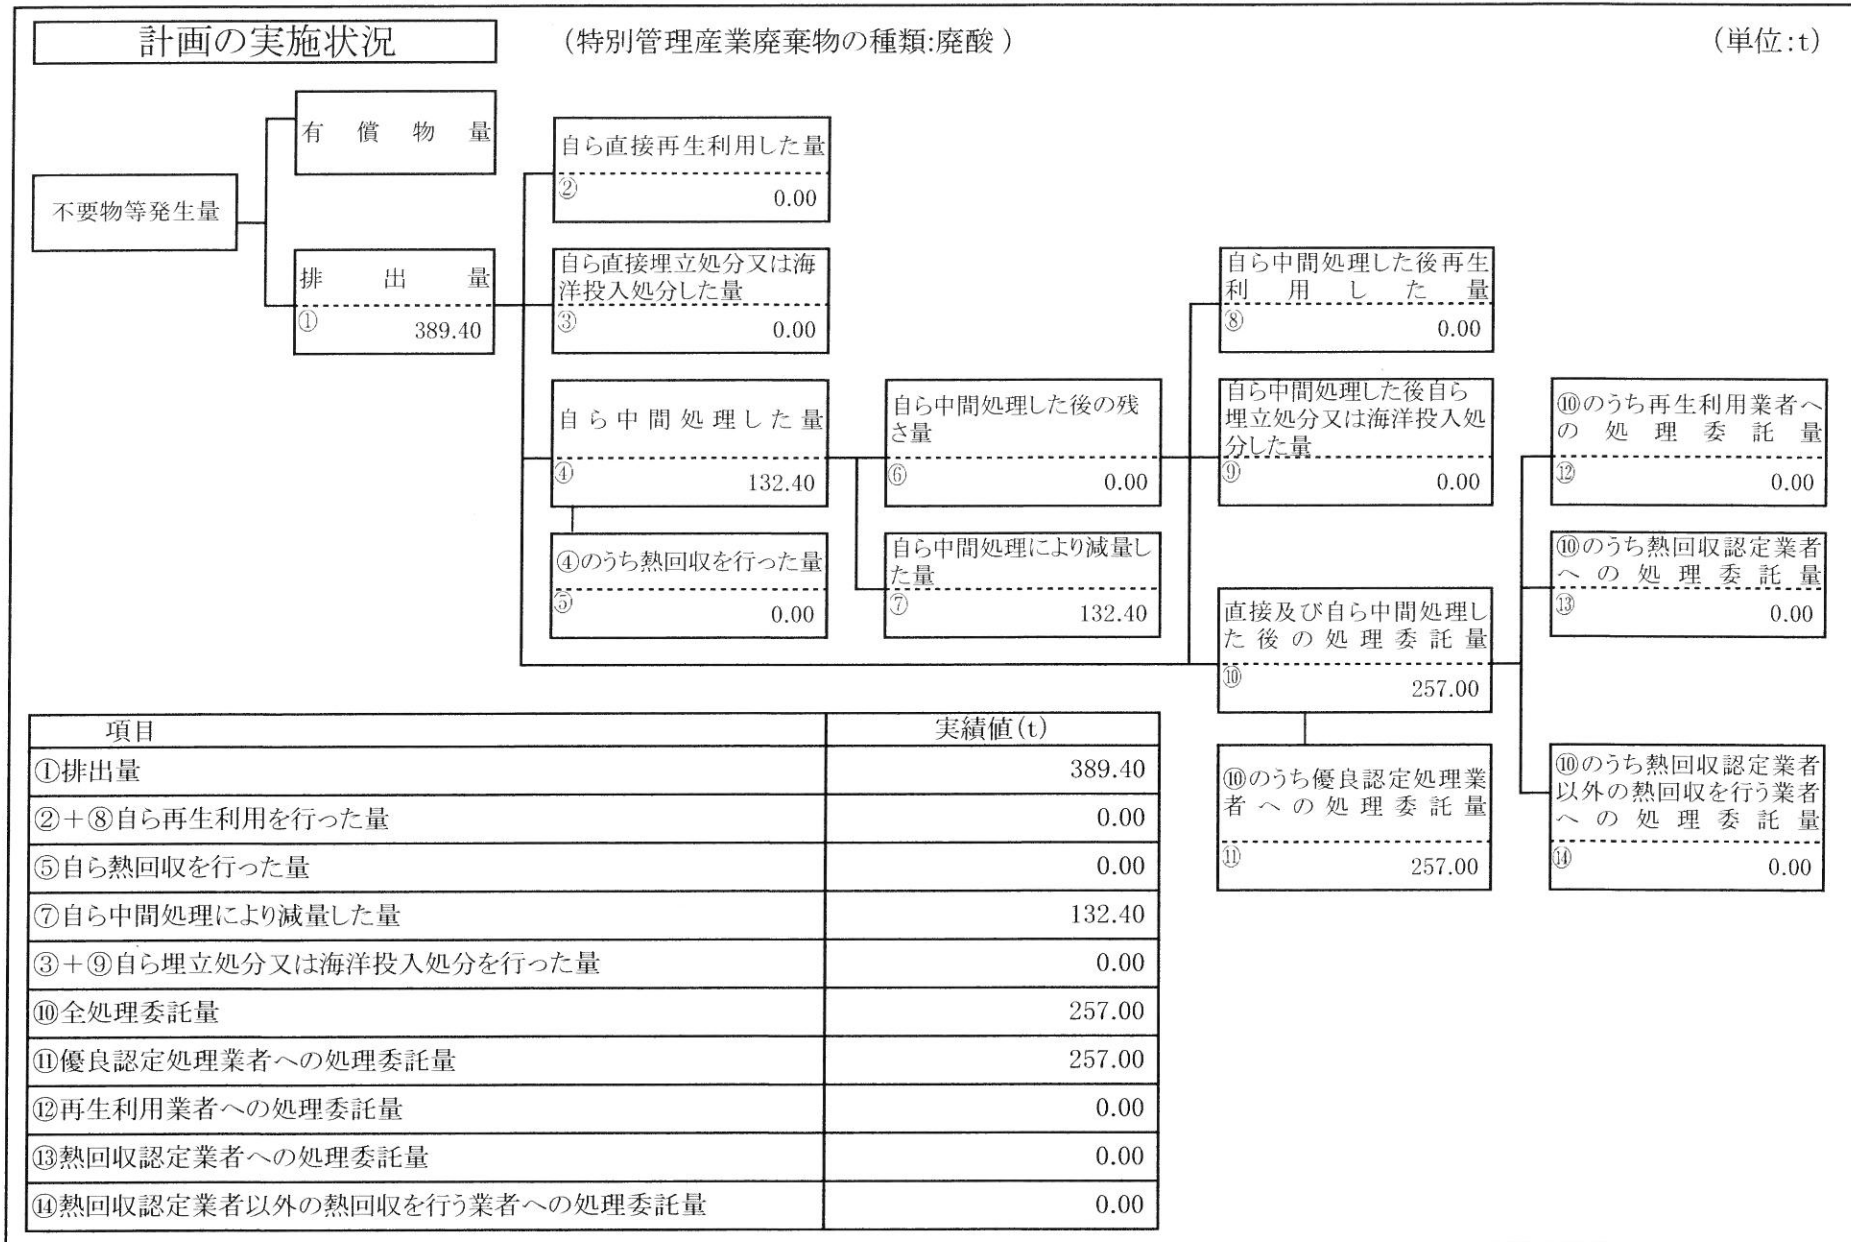 計画の実施状況
(特別管理産業廃棄物の種類:廃酸 )
(単位:t)
有償物量
不要物等発生量
排出量
① 389.40
自ら直接再生利用した量
② 0.00
自ら直接埋立処分又は海
洋投入処分した量
③ 0.00
自ら中間処理した量
④ 132.40
④のうち熱回収を行った量
⑤ 0.00
自ら中間処理した後の残
さ量
⑥ 0.00
自ら中間処理により減量し
た量
⑦ 132.40
自ら中間処理した後再生
利用した量
⑧ 0.00
自ら中間処理した後自ら
埋立処分又は海洋投入処
分した量
⑨ 0.00
直接及び自ら中間処理し
た後の処理委託量
⑩ 257.00
⑩のうち優良認定処理業
者への処理委託量
⑪ 257.00
⑩のうち再生利用業者へ
の処理委託量
⑫ 0.00
⑩のうち熱回収認定業者
への処理委託量
⑬ 0.00
⑩のうち熱回収認定業者
以外の熱回収を行う業者
への処理委託量
⑭ 0.00
項目 実績値(t)
①排出量 389.40
②+⑧自ら再生利用を行った量 0.00
⑤自ら熱回収を行った量 0.00
⑦自ら中間処理により減量した量 132.40
③+⑨自ら埋立処分又は海洋投入処分を行った量 0.00
⑩全処理委託量 257.00
⑪優良認定処理業者への処理委託量 257.00
⑫再生利用業者への処理委託量 0.00
⑬熱回収認定業者への処理委託量 0.00
⑭熱回収認定業者以外の熱回収を行う業者への処理委託量 0.00